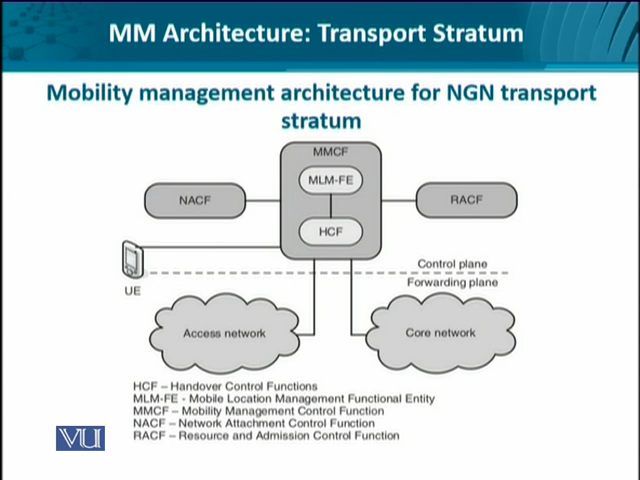 MM Architecture: Transport Stratum
Mobility management architecture for NGN transport
stratum
MMCF
MLM-FE
NACF
RACF
HCF
Control plane
Forwarding plane
UE
Access network
Core network
HCF – Handover Control Functions
MLM-FE - Mobile Location Management Functional Entity
MMCF – Mobility Management Control Function
NACF – Network Attachment Control Function
RACF – Resource and Admission Control Function
VU